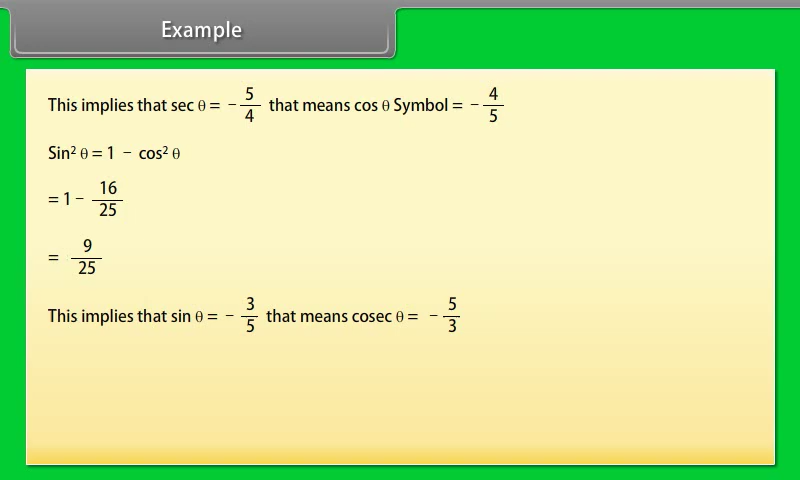 Example
This implies that sec θ = − 5/4 that means cos θ Symbol = − 4/5
Sin² θ = 1 − cos² θ
= 1 − 16/25
= 9/25
This implies that sin θ = − 3/5 that means cosec θ = − 5/3